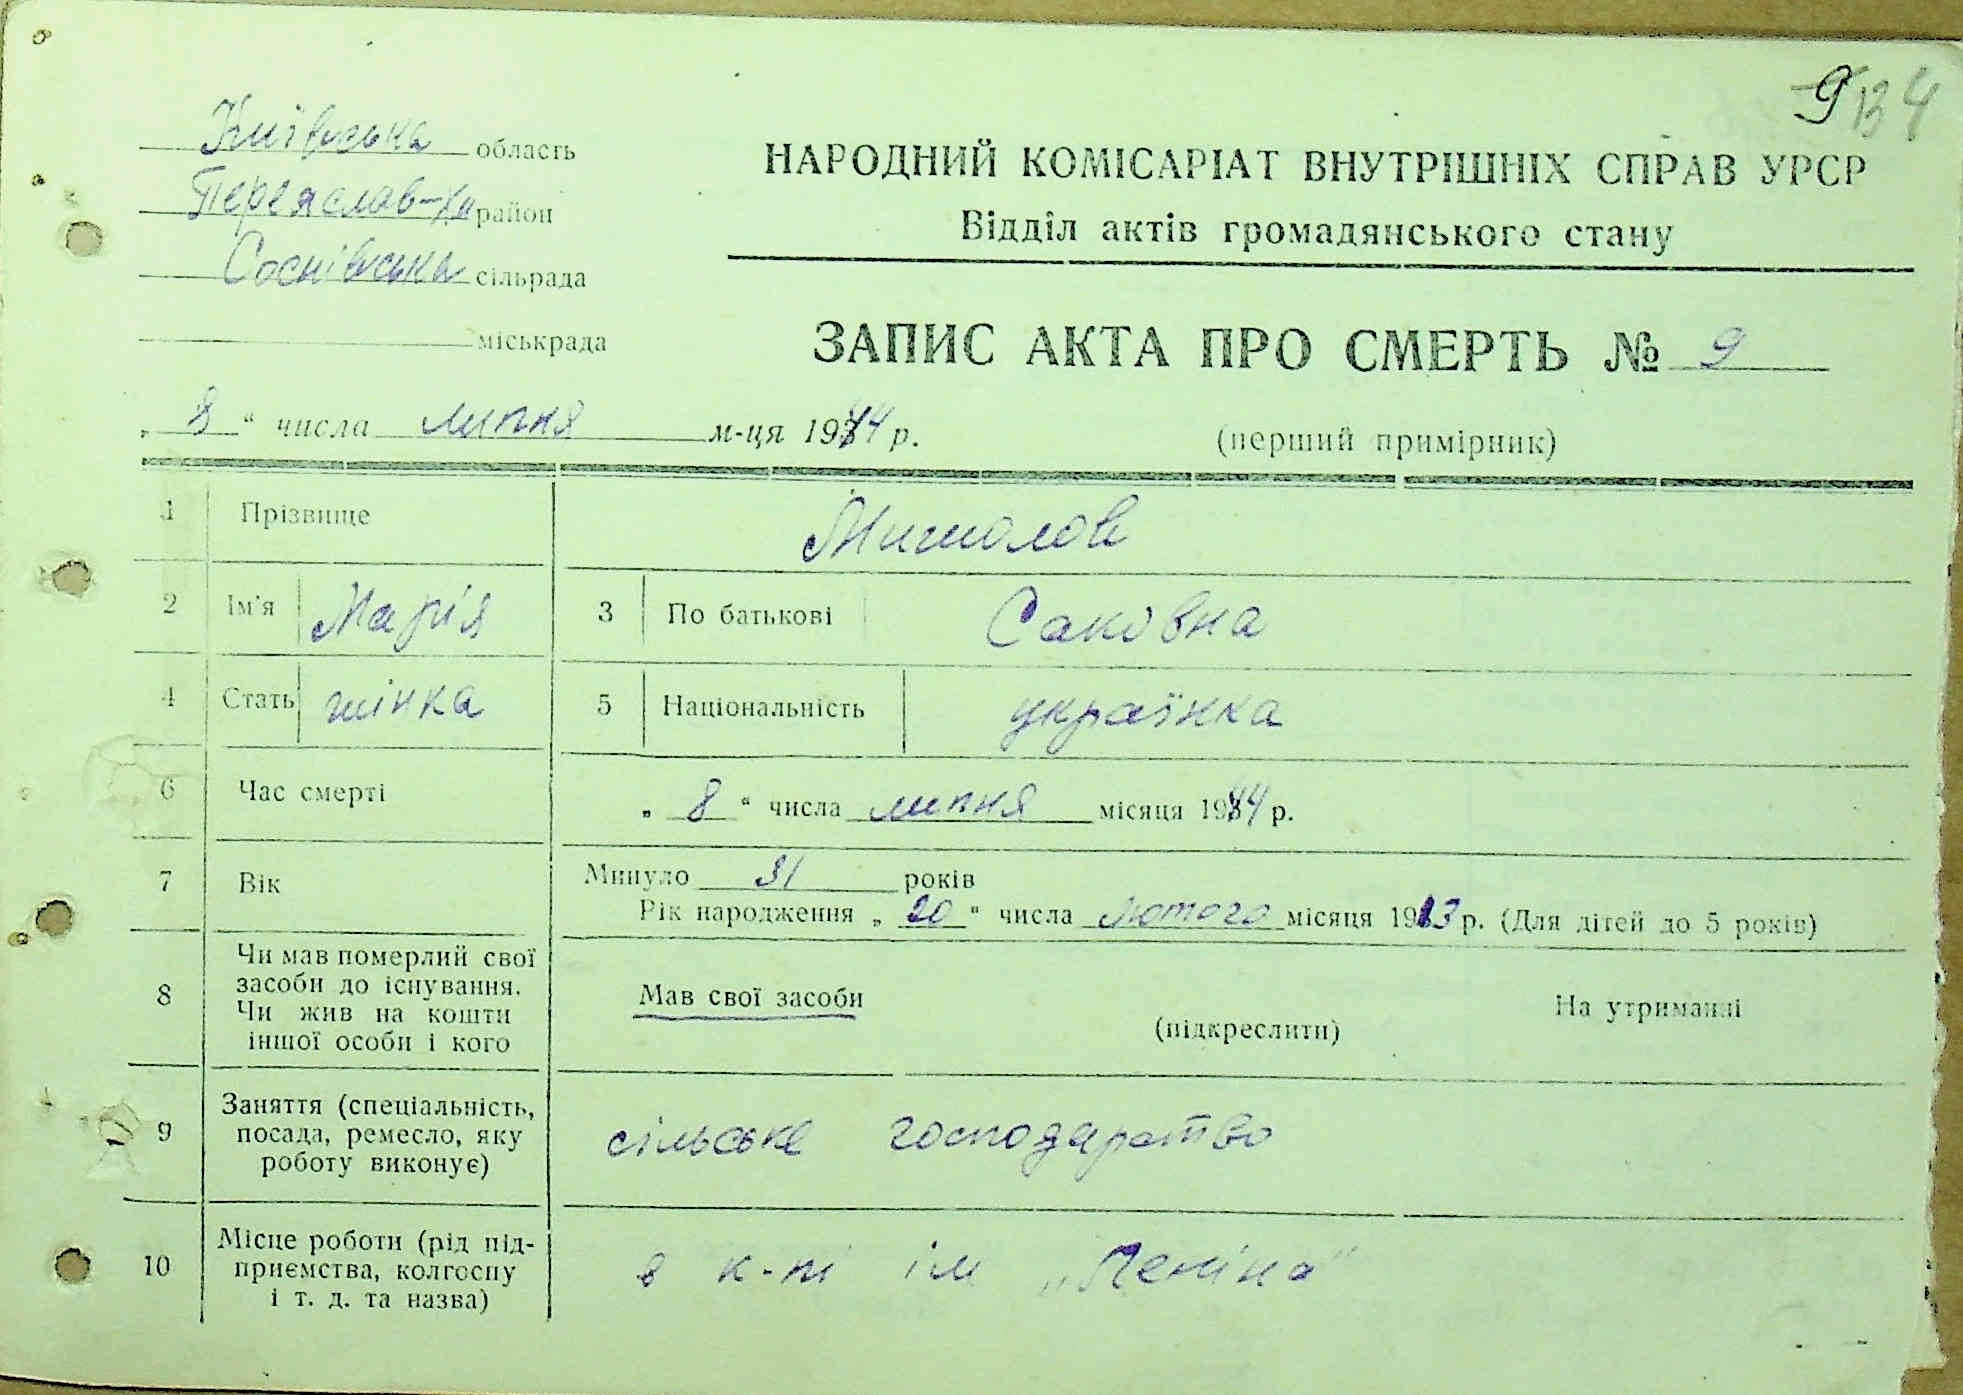 9 134
Київська область
Переяслав-Хм район
Соснівська сільрада
міськрада
НАРОДНИЙ КОМІСАРІАТ ВНУТРІШНІХ СПРАВ УРСР
Відділ актів громадянського стану
ЗАПИС АКТА ПРО СМЕРТЬ № 9
„ 8 “ числа липня м-ця 1944 р.
(перший примірник)
1 Прізвище Мишолов
2 Ім'я Марія 3 По батькові Саковна
4 Стать жінка 5 Національність українка
6 Час смерті „ 8 “ числа липня місяця 1944 р.
7 Вік Минуло 31 років
Рік народження „ 20 “ числа лютого місяця 1913 р. (Для дітей до 5 років)
8 Чи мав померлий свої
засоби до існування.
Чи жив на кошти
іншої особи і кого
Мав свої засоби
(підкреслити)
На утриманні
9 Заняття (спеціальність,
посада, ремесло, яку
роботу виконує)
сільське господарство
10 Місце роботи (рід під-
приємства, колгоспу
і т. д. та назва)
в к-пі ім „Леніна"